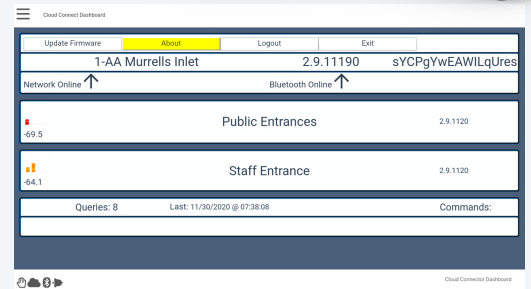 Cloud Connect Dashboard
Update Firmware About Logout Exit
1-AA Murrells Inlet 2.9.11190 sYCPgYwEAWILqUres
Network Online Bluetooth Online
Public Entrances 2.9.1120
-69.5
Staff Entrance 2.9.1120
-64.1
Queries: 8 Last: 11/30/2020 @ 07:38:08 Commands:
Cloud Connector Dashboard